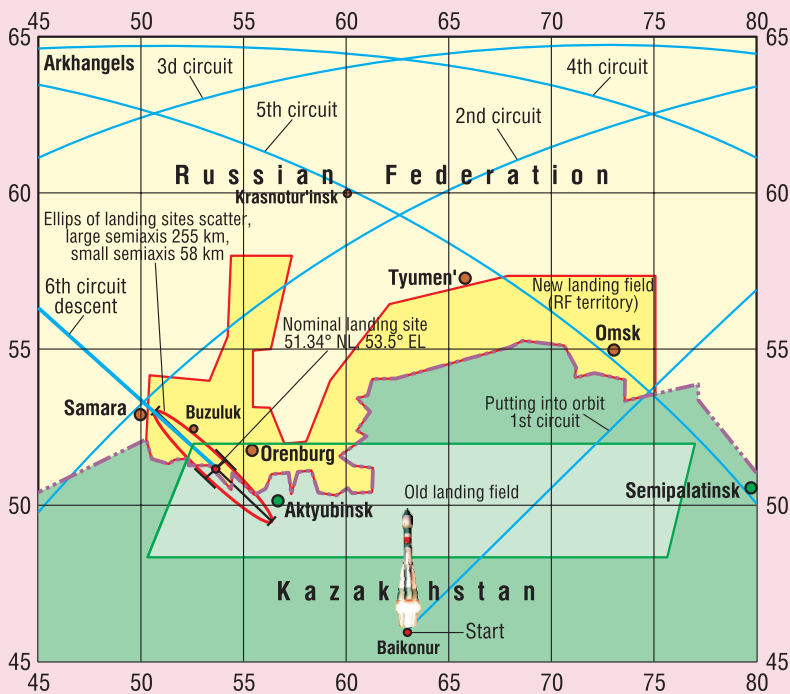 45 50 55 60 65 70 75 80
65 65
Arkhangels
3d circuit
4th circuit
5th circuit
2nd circuit
Russian Federation
60 60
Krasnotur'insk
Ellips of landing sites scatter,
large semiaxis 255 km,
small semiaxis 58 km
6th circuit
descent
Tyumen'
New landing field
(RF territory)
Nominal landing site
51.34° NL, 53.5° EL
Omsk
55 55
Samara
Buzuluk
Putting into orbit
1st circuit
Orenburg
Old landing field
Semipalatinsk
50 50
Aktyubinsk
Kazakhstan
Start
Baikonur
45 45
45 50 55 60 65 70 75 80